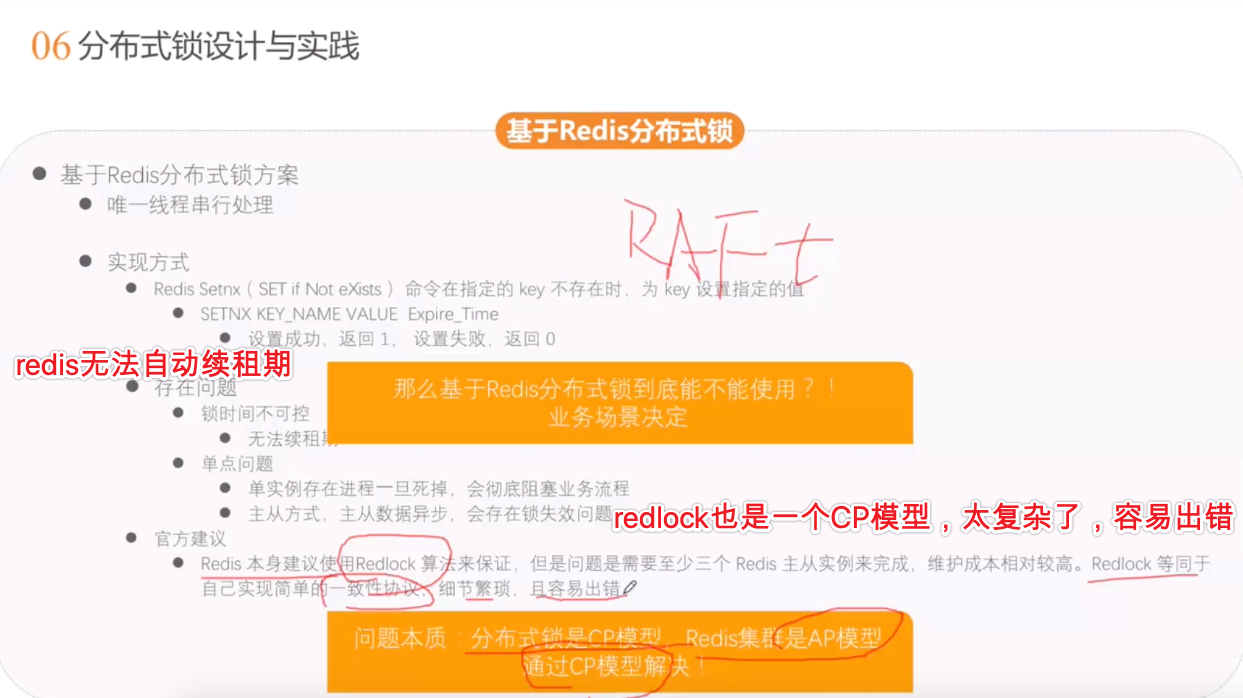 06 分布式锁设计与实践
基于Redis分布式锁
基于Redis分布式锁方案
唯一线程串行处理
RAFt
实现方式
Redis Setnx（ SET if Not eXists ） 命令在指定的 key 不存在时，为 key 设置指定的值
SETNX KEY_NAME VALUE  Expire_Time
设置成功，返回 1， 设置失败，返回 0
redis无法自动续租期
存在问题
那么基于Redis分布式锁到底能不能使用？！
业务场景决定
锁时间不可控
无法续租期
单点问题
单实例存在进程一旦死掉，会彻底阻塞业务流程
主从方式，主从数据异步，会存在锁失效问题
redlock也是一个CP模型，太复杂了，容易出错
官方建议
Redis 本身建议使用Redlock 算法来保证，但是问题是需要至少三个 Redis 主从实例来完成，维护成本相对较高。Redlock 等同于
自己实现简单的一致性协议，细节繁琐，且容易出错
问题本质：分布式锁是CP模型，Redis集群是AP模型
通过CP模型解决！